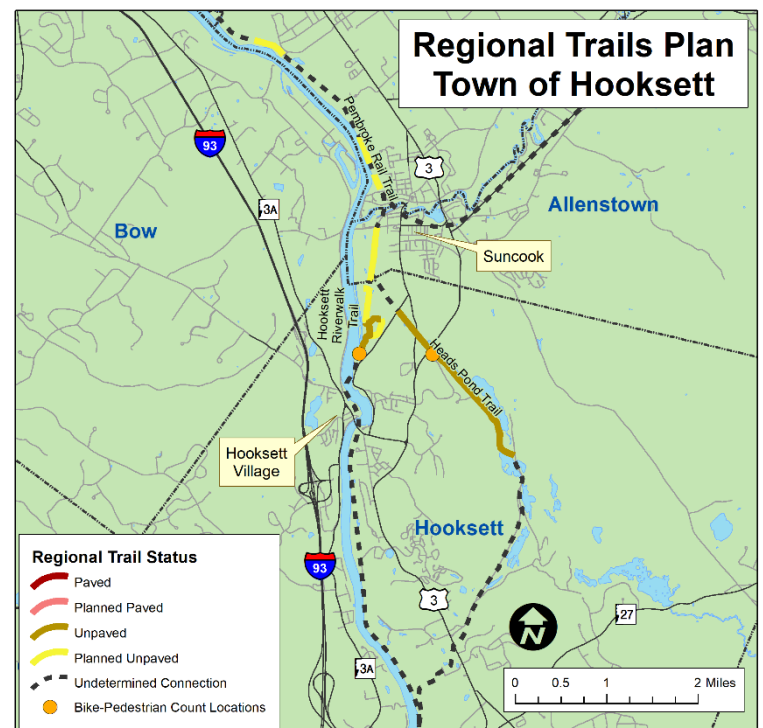 Regional Trails Plan
Town of Hooksett
Pembroke Rail Trail
93
3
3A
Bow
Allenstown
Suncook
Hooksett
Riverwalk
Trail
Heads Pond Trail
Hooksett
Village
Hooksett
93
3
27
3A
N
Regional Trail Status
Paved
Planned Paved
Unpaved
Planned Unpaved
Undetermined Connection
Bike-Pedestrian Count Locations
0 0.5 1 2 Miles